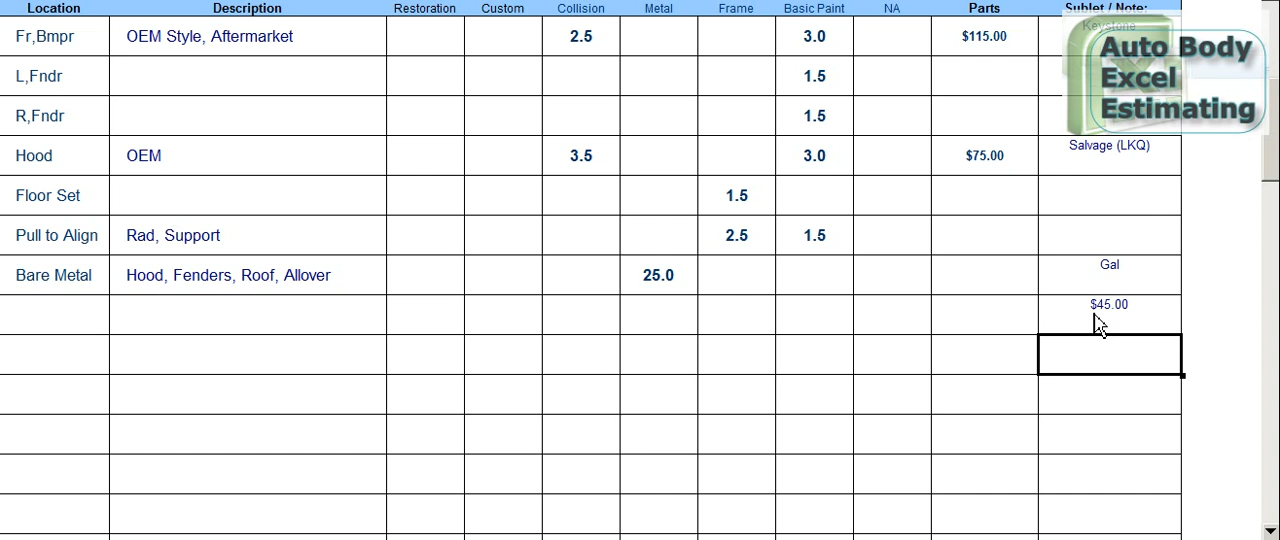 Location Description Restoration Custom Collision Metal Frame Basic Paint NA Parts Sublet / Note:
Keystone
Fr,Bmpr OEM Style, Aftermarket 2.5 3.0 $115.00
Auto Body
Excel
Estimating
L,Fndr 1.5
R,Fndr 1.5
Hood OEM 3.5 3.0 $75.00 Salvage (LKQ)
Floor Set 1.5
Pull to Align Rad, Support 2.5 1.5
Bare Metal Hood, Fenders, Roof, Allover 25.0 Gal
$45.00